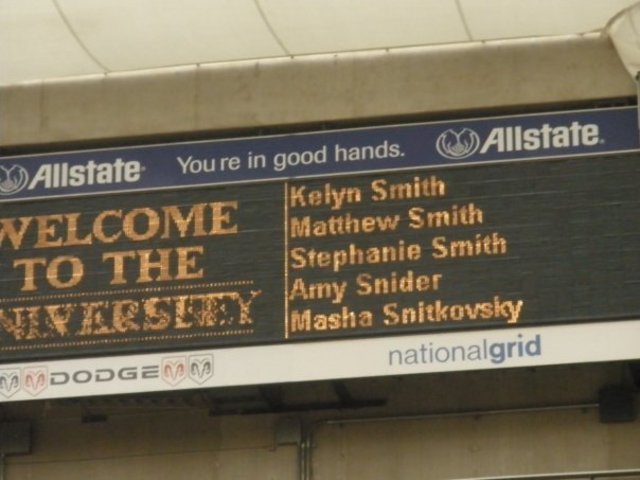 Allstate You're in good hands. Allstate
WELCOME
TO THE
Kelyn Smith
Matthew Smith
Stephanie Smith
Amy Snider
Masha Snitkovsky
DODGE
nationalgrid